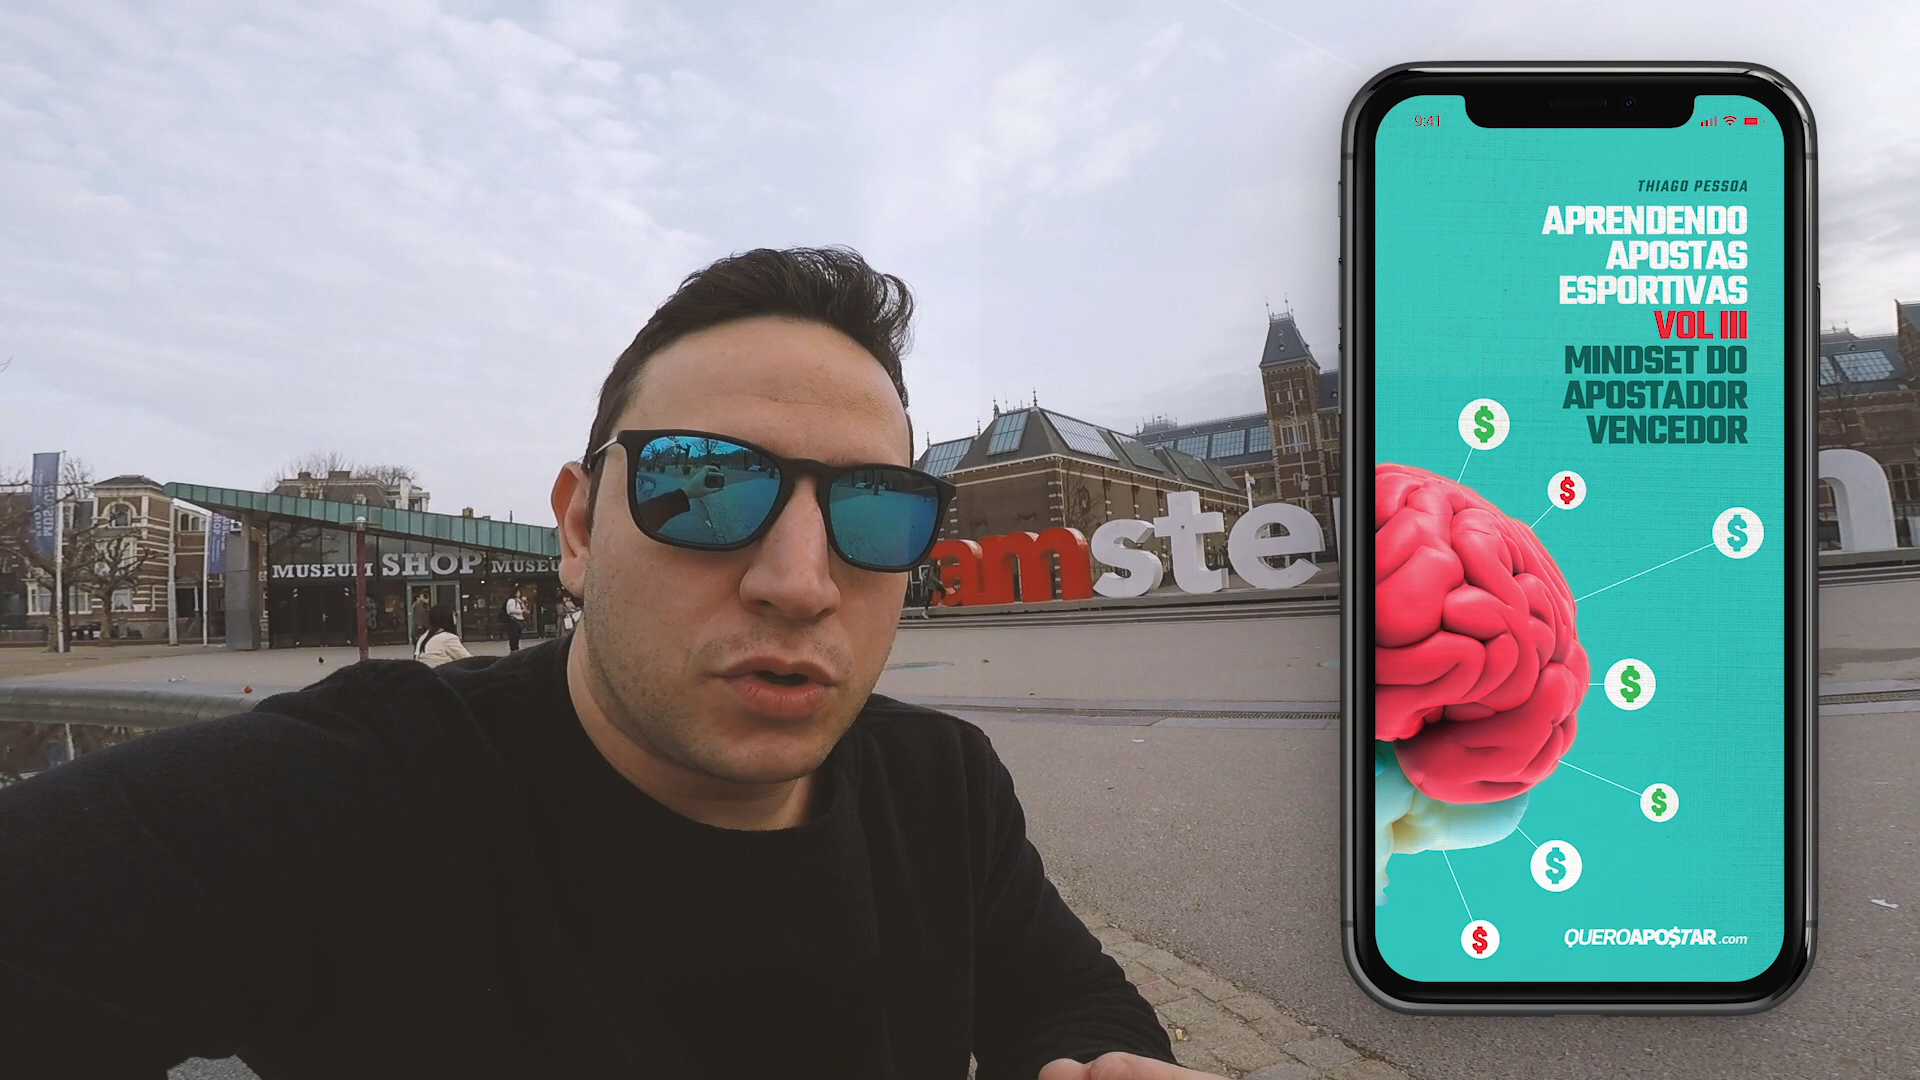 MUSEUM SHOP MUSEU
amste
n
9:41
THIAGO PESSOA
APRENDENDO
APOSTAS
ESPORTIVAS
VOL III
MINDSET DO
APOSTADOR
VENCEDOR
$
$
$
$
$
$
$
QUEROAPO$TAR.com